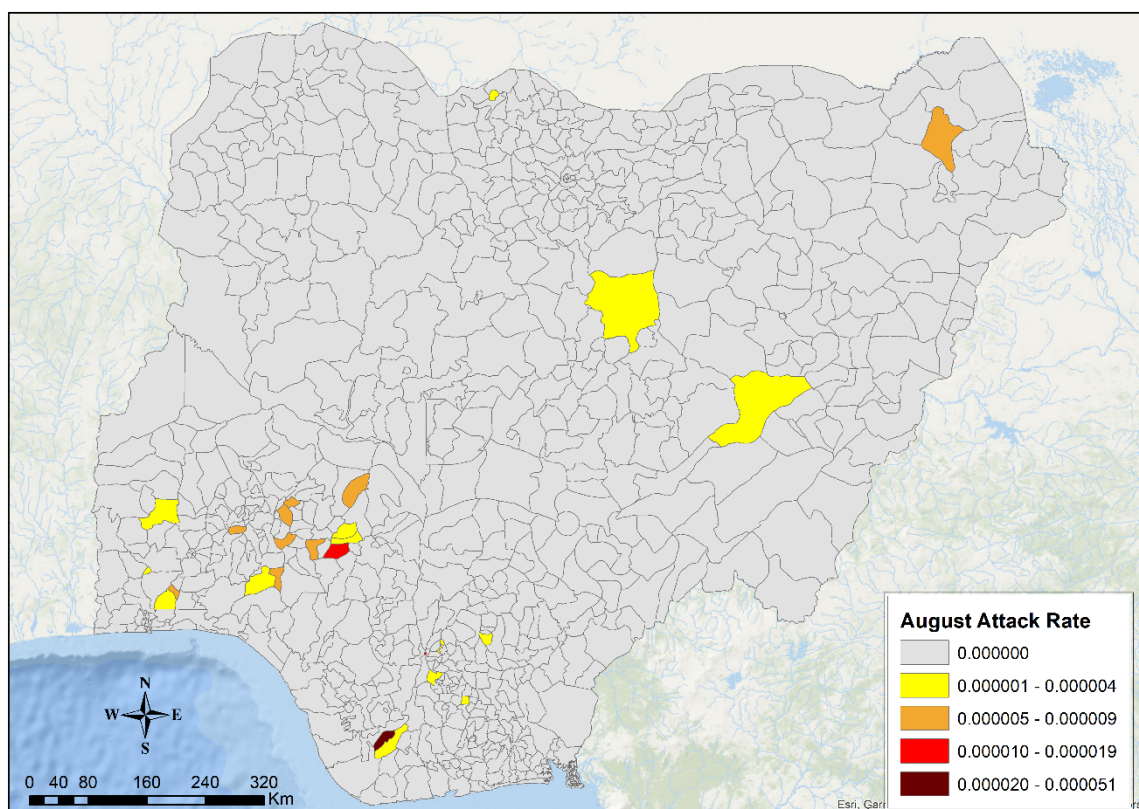 August Attack Rate
0.000000
0.000001 - 0.000004
0.000005 - 0.000009
0.000010 - 0.000019
0.000020 - 0.000051
N
W E
S
0 40 80 160 240 320
Km
Esri,